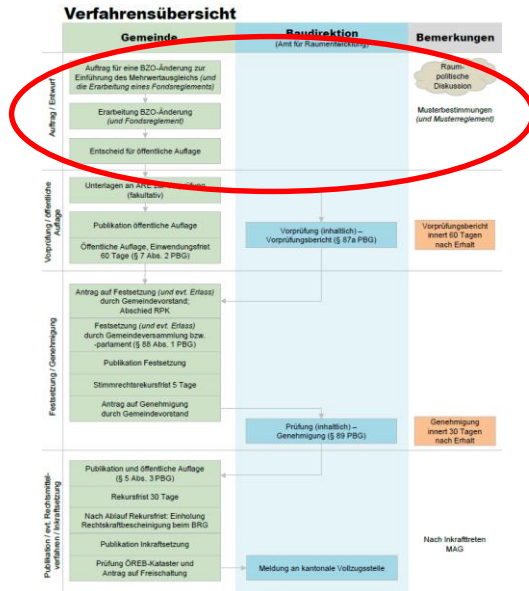 Verfahrensübersicht
Gemeinde
Baudirektion
(Amt für Raumentwicklung)
Bemerkungen
Auftrag / Entwurf
Auftrag für eine BZO-Änderung zur
Einführung des Mehrwertausgleichs (und
die Erarbeitung eines Fondsreglements)
Raum-
politische
Diskussion
Erarbeitung BZO-Änderung
(und Fondsreglement)
Musterbestimmungen
(und Musterreglement)
Entscheid für öffentliche Auflage
Vorprüfung / öffentliche
Auflage
Unterlagen an ARE zur
(fakultativ)
Publikation öffentliche Auflage
Öffentliche Auflage, Einwendungsfrist
60 Tage (§ 7 Abs. 2 PBG)
Vorprüfung (inhaltlich) –
Vorprüfungsbericht (§ 87a PBG)
Vorprüfungsbericht
innert 60 Tagen
nach Erhalt
Festsetzung / Genehmigung
Antrag auf Festsetzung (und evt. Erlass)
durch Gemeindevorstand;
Abschied RPK
Festsetzung (und evt. Erlass)
durch Gemeindeversammlung bzw.
-parlament (§ 88 Abs. 1 PBG)
Publikation Festsetzung
Stimmrechtsrekursfrist 5 Tage
Antrag auf Genehmigung
durch Gemeindevorstand
Prüfung (inhaltlich) –
Genehmigung (§ 89 PBG)
Genehmigung
innert 30 Tagen
nach Erhalt
Publikation / evt. Rechtsmittel-
verfahren / Inkraftsetzung
Publikation und öffentliche Auflage
(§ 5 Abs. 3 PBG)
Rekursfrist 30 Tage
Nach Ablauf Rekursfrist: Einholung
Rechtskraftbescheinigung beim BRG
Publikation Inkraftsetzung
Prüfung ÖREB-Kataster und
Antrag auf Freischaltung
Meldung an kantonale Vollzugsstelle
Nach Inkrafttreten
MAG